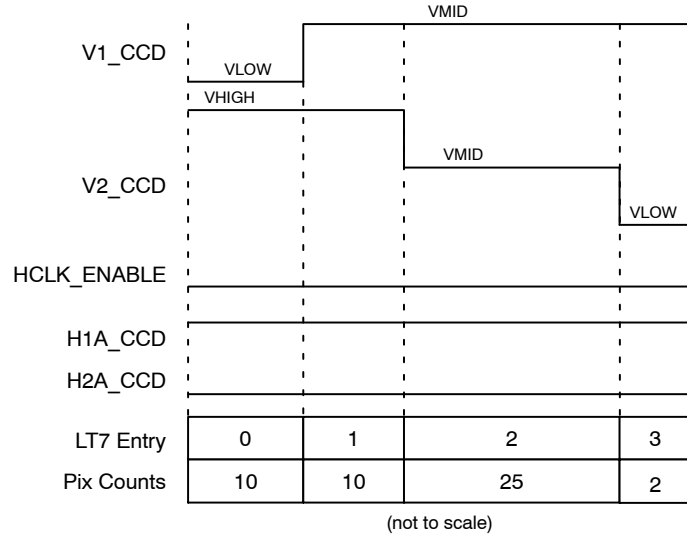 VMID
V1_CCD
VLOW
VHIGH
VMID
V2_CCD
VLOW
HCLK_ENABLE
H1A_CCD
H2A_CCD
LT7 Entry 0 1 2 3
Pix Counts 10 10 25 2
(not to scale)